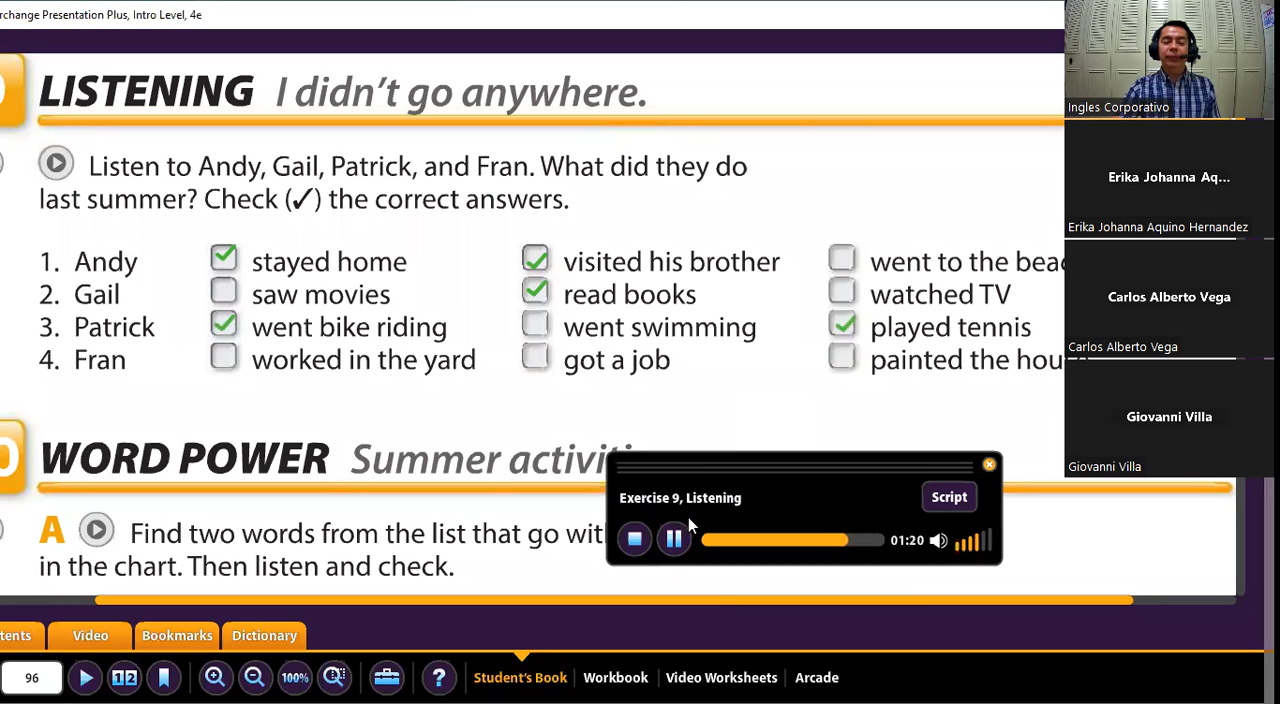 rchange Presentation Plus, Intro Level, 4e
LISTENING I didn't go anywhere.
Listen to Andy, Gail, Patrick, and Fran. What did they do
last summer? Check (✓) the correct answers.
1. Andy stayed home visited his brother went to the beac
2. Gail saw movies read books watched TV
3. Patrick went bike riding went swimming played tennis
4. Fran worked in the yard got a job painted the hou
WORD POWER Summer activiti
A Find two words from the list that go with
in the chart. Then listen and check.
Exercise 9, Listening
Script
01:20
Ingles Corporativo
Erika Johanna Aq...
Erika Johanna Aquino Hernandez
Carlos Alberto Vega
Carlos Alberto Vega
Giovanni Villa
Giovanni Villa
tents Video Bookmarks Dictionary
96 12 100% ? Student's Book Workbook Video Worksheets Arcade